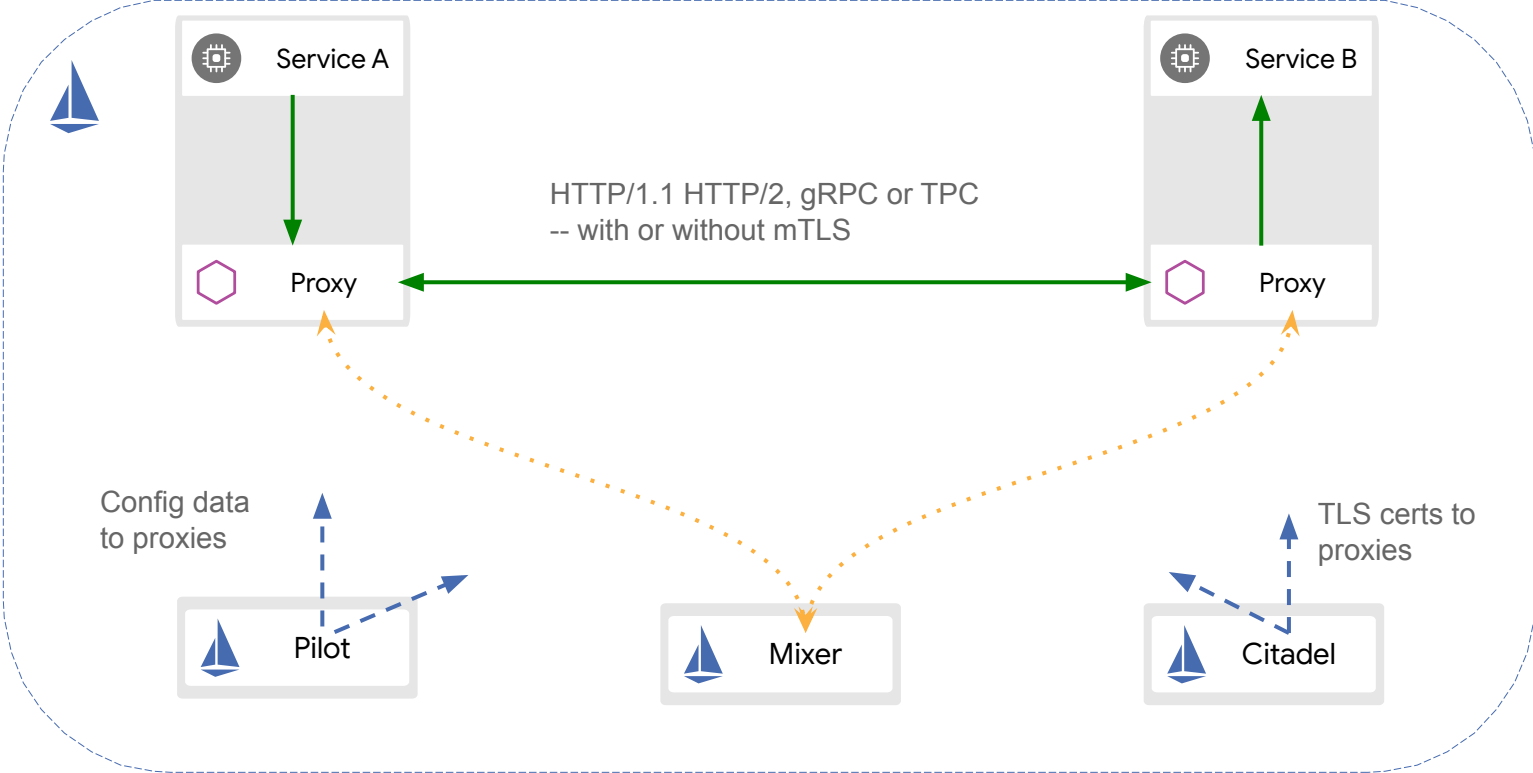 Service A
Service B
HTTP/1.1 HTTP/2, gRPC or TPC
-- with or without mTLS
Proxy
Proxy
Config data
to proxies
TLS certs to
proxies
Pilot
Mixer
Citadel